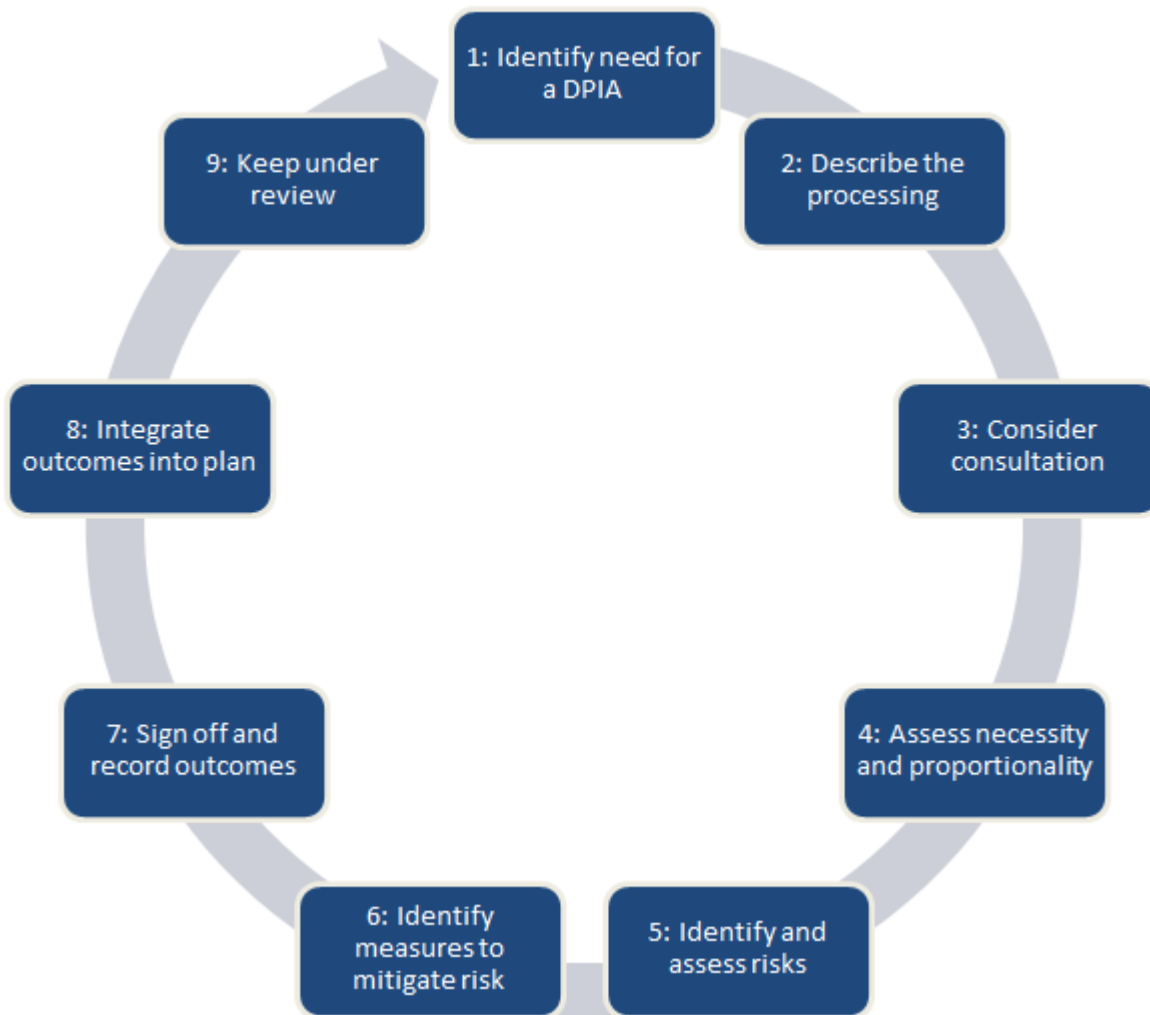 1: Identify need for
a DPIA
2: Describe the
processing
3: Consider
consultation
4: Assess necessity
and proportionality
5: Identify and
assess risks
6: Identify
measures to
mitigate risk
7: Sign off and
record outcomes
8: Integrate
outcomes into plan
9: Keep under
review